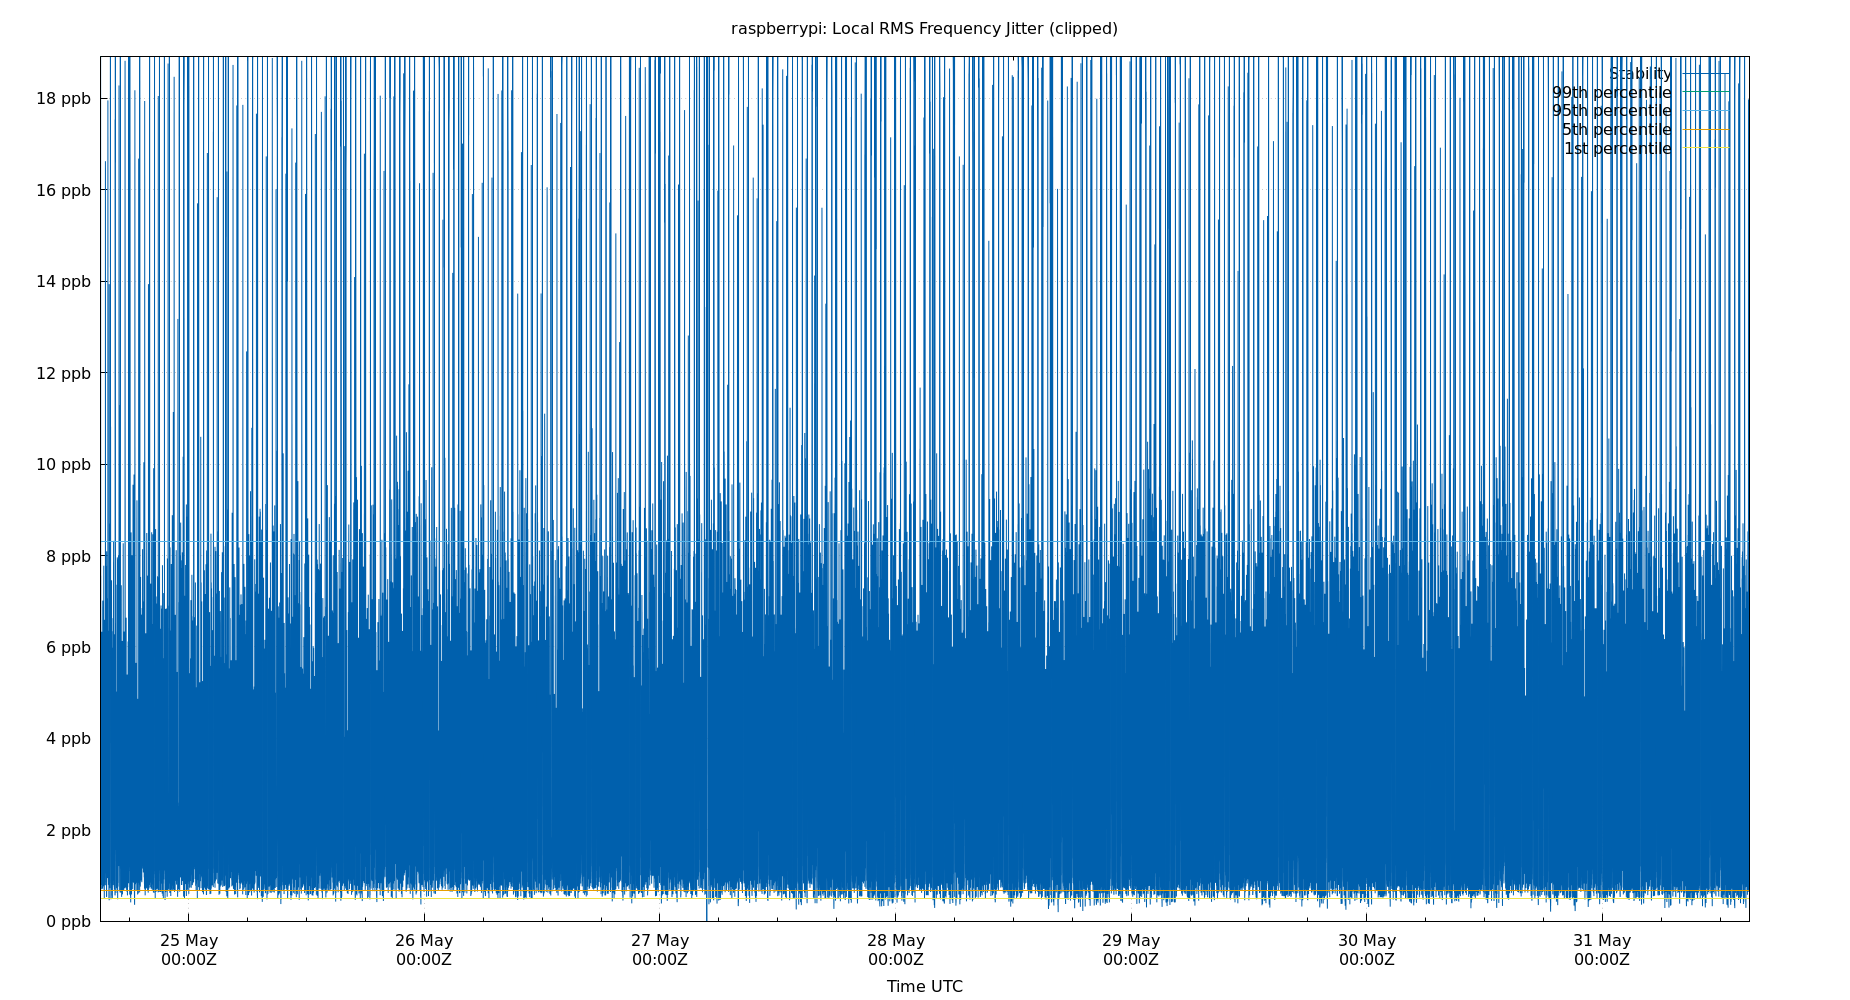 raspberrypi: Local RMS Frequency Jitter (clipped)
Stability
99th percentile
95th percentile
5th percentile
1st percentile
18 ppb
16 ppb
14 ppb
12 ppb
10 ppb
8 ppb
6 ppb
4 ppb
2 ppb
0 ppb
25 May
00:00Z
26 May
00:00Z
27 May
00:00Z
28 May
00:00Z
29 May
00:00Z
30 May
00:00Z
31 May
00:00Z
Time UTC